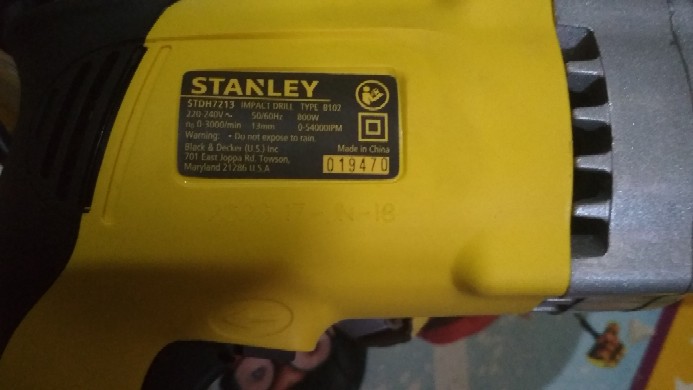 STANLEY
STDH7213 IMPACT DRILL TYPE B102
220-240V~ 50/60Hz 800W
n₀ 0-3000/min 13mm 0-54000IPM
Warning: • Do not expose to rain.
Black & Decker (U.S.) Inc Made in China
701 East Joppa Rd. Towson, 019470
Maryland 21286 U.S.A
N-18